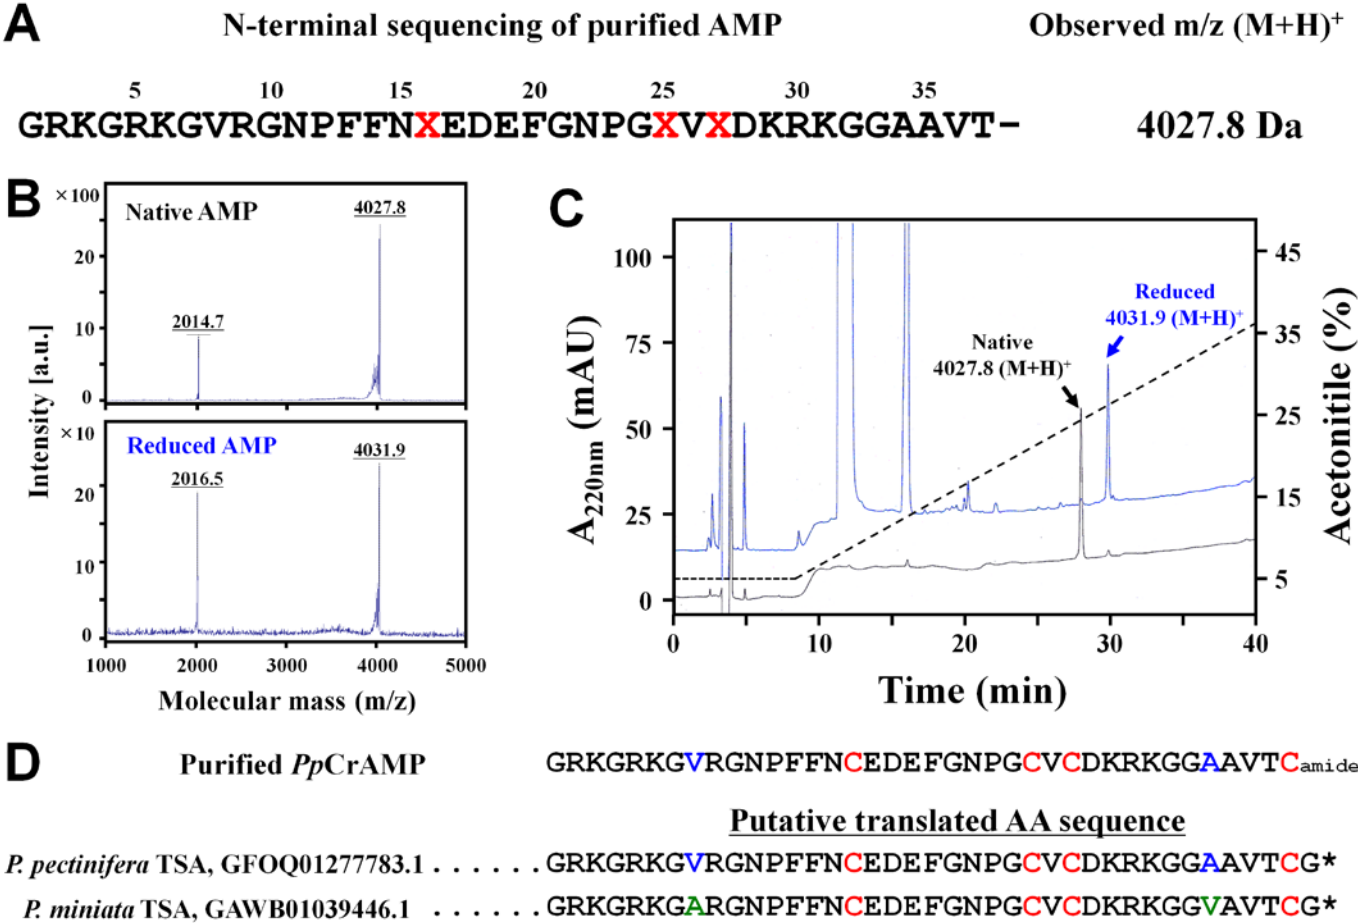 A
N-terminal sequencing of purified AMP
Observed m/z (M+H)+
5 10 15 20 25 30 35
GRKGRKGVRGNPFFNXEDEFGNPGXVXDKRKGGAAVT–
4027.8 Da
B
×100
Native AMP
4027.8
2014.7
20
10
0
×10
Reduced AMP
4031.9
2016.5
20
10
0
Intensity [a.u.]
1000 2000 3000 4000 5000
Molecular mass (m/z)
C
100
75
50
25
0
A220nm (mAU)
Native
4027.8 (M+H)+
Reduced
4031.9 (M+H)+
45
35
25
15
5
Acetonitile (%)
0 10 20 30 40
Time (min)
D
Purified PpCrAMP
GRKGRKGVRGNPFFNCEDEFGNPGCVCDKRKGGAAVTCamide
Putative translated AA sequence
P. pectinifera TSA, GFOQ01277783.1 . . . . . . GRKGRKGVRGNPFFNCEDEFGNPGCVCDKRKGGAAVTCG*
P. miniata TSA, GAWB01039446.1 . . . . . . GRKGRKGARGNPFFNCEDEFGNPGCVCDKRKGGVAVTCG*